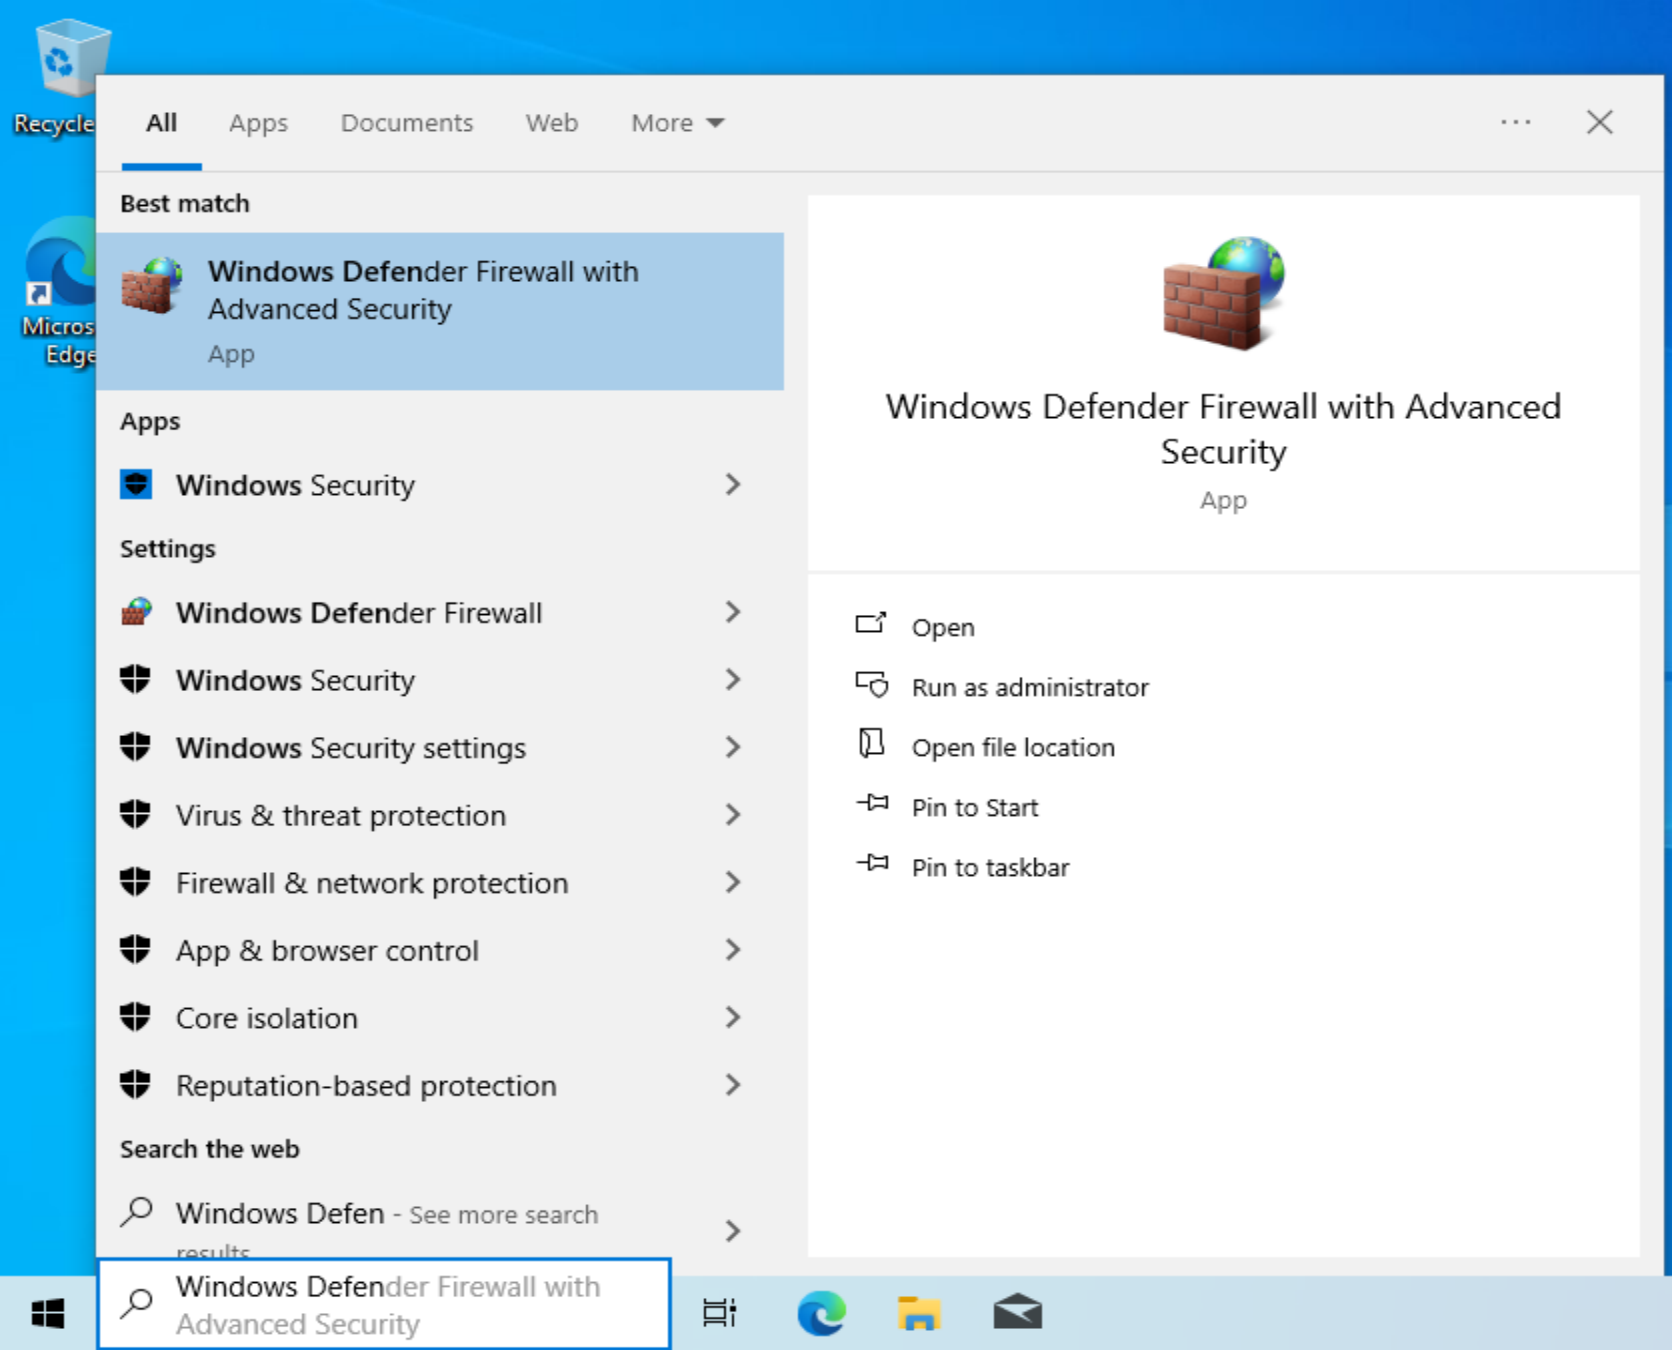 Recycle
Micros
Edge
All Apps Documents Web More
Best match
Windows Defender Firewall with
Advanced Security
App
Apps
Windows Security
Settings
Windows Defender Firewall
Windows Security
Windows Security settings
Virus & threat protection
Firewall & network protection
App & browser control
Core isolation
Reputation-based protection
Search the web
Windows Defen - See more search
results
Windows Defender Firewall with
Advanced Security
Windows Defender Firewall with Advanced
Security
App
Open
Run as administrator
Open file location
Pin to Start
Pin to taskbar